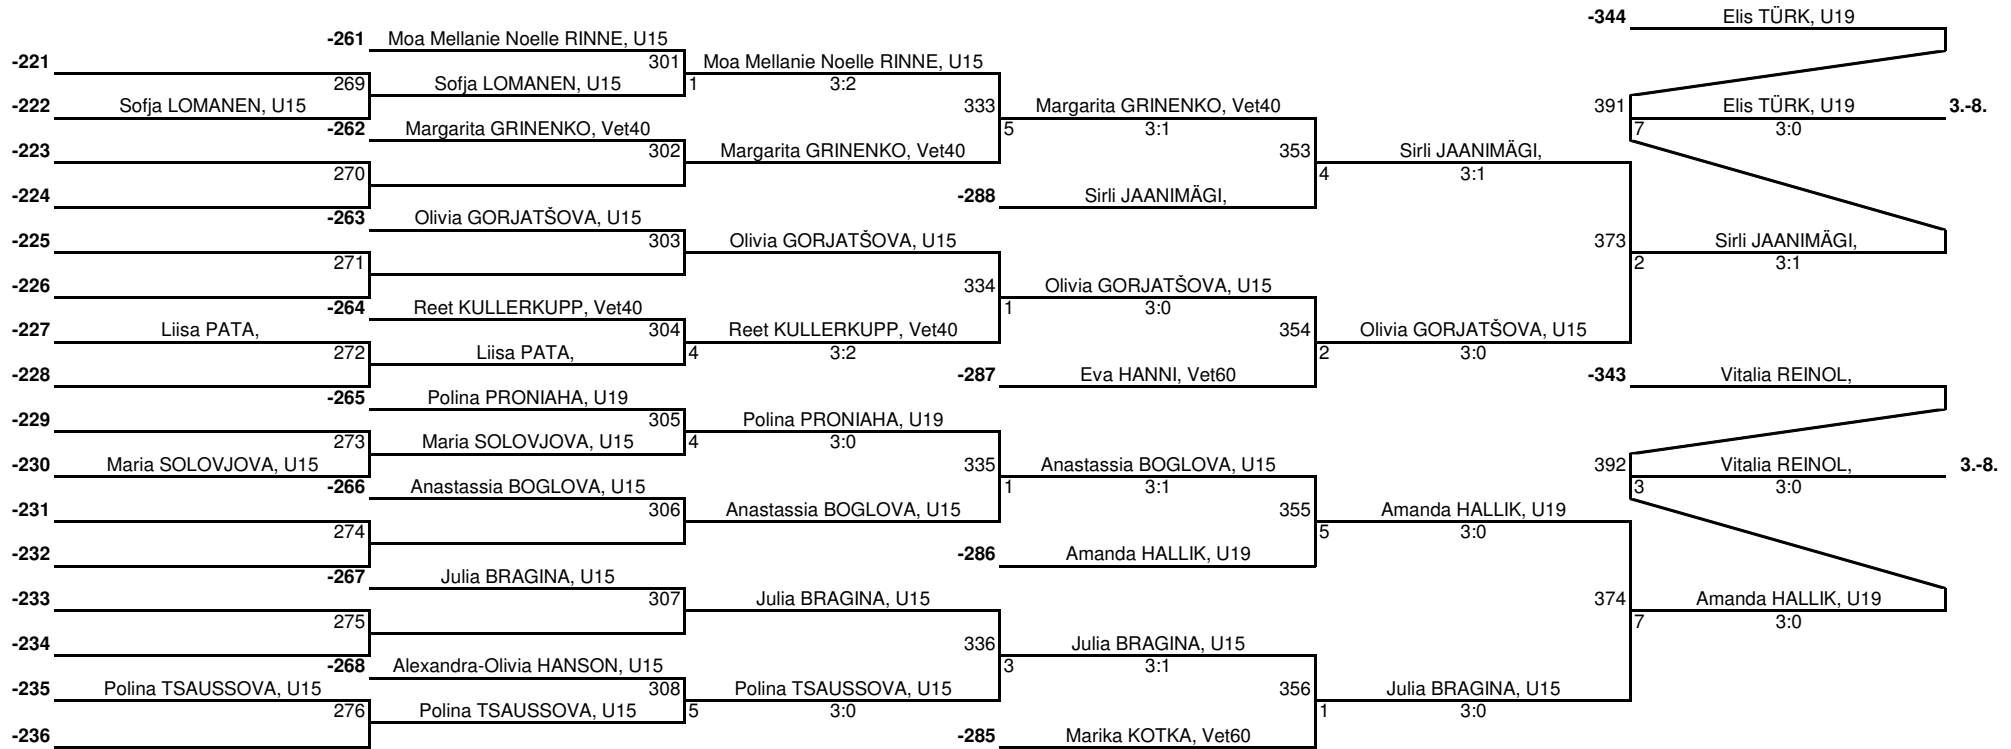 -344 Elis TÜRK, U19
-261 Moa Mellanie Noelle RINNE, U15
-221 301 Moa Mellanie Noelle RINNE, U15
269 Sofja LOMANEN, U15 1 3:2
-222 Sofja LOMANEN, U15 333 Margarita GRINENKO, Vet40 391 Elis TÜRK, U19 3.-8.
-262 Margarita GRINENKO, Vet40 5 3:1 7 3:0
-223 302 Margarita GRINENKO, Vet40 353 Sirli JAANIMÄGI,
270 4 3:1
-224 -288 Sirli JAANIMÄGI,
-263 Olivia GORJATŠOVA, U15
-225 303 Olivia GORJATŠOVA, U15 373 Sirli JAANIMÄGI,
271 2 3:1
-226 334 Olivia GORJATŠOVA, U15
-264 Reet KULLERKUPP, Vet40 1 3:0
-227 Liisa PATA, 304 Reet KULLERKUPP, Vet40 354 Olivia GORJATŠOVA, U15
272 Liisa PATA, 4 3:2 2 3:0
-228 -287 Eva HANNI, Vet60 -343 Vitalia REINOL,
-265 Polina PRONIAHA, U19
-229 305 Polina PRONIAHA, U19
273 Maria SOLOVJOVA, U15 4 3:0
-230 Maria SOLOVJOVA, U15 335 Anastassia BOGLOVA, U15 392 Vitalia REINOL, 3.-8.
-266 Anastassia BOGLOVA, U15 1 3:1 3 3:0
-231 306 Anastassia BOGLOVA, U15 355 Amanda HALLIK, U19
274 5 3:0
-232 -286 Amanda HALLIK, U19
-267 Julia BRAGINA, U15
-233 307 Julia BRAGINA, U15 374 Amanda HALLIK, U19
275 7 3:0
-234 336 Julia BRAGINA, U15
-268 Alexandra-Olivia HANSON, U15 3 3:1
-235 Polina TSAUSSOVA, U15 308 Polina TSAUSSOVA, U15 356 Julia BRAGINA, U15
276 Polina TSAUSSOVA, U15 5 3:0 1 3:0
-236 -285 Marika KOTKA, Vet60